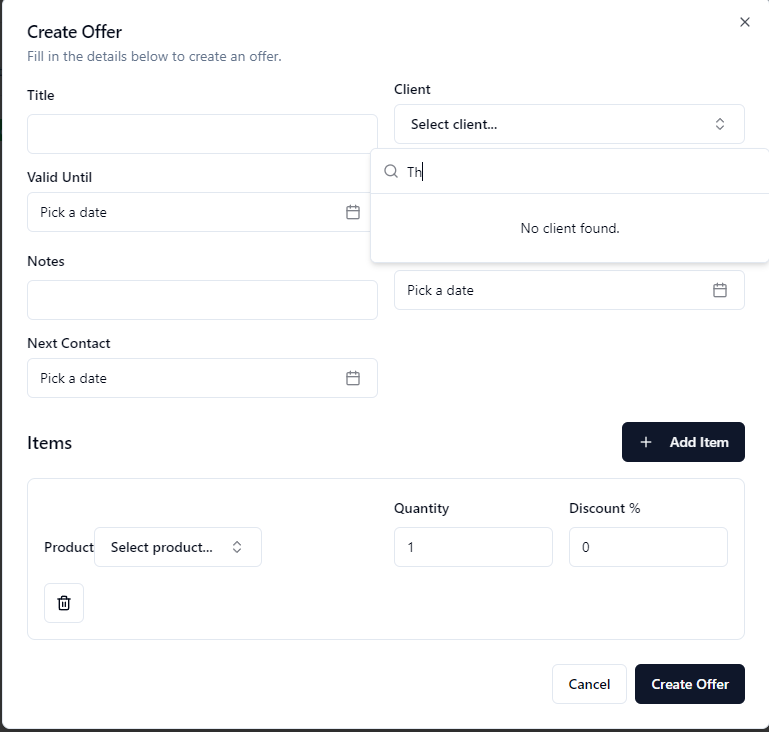 Create Offer
Fill in the details below to create an offer.
Title
Client
Select client...
Th
No client found.
Valid Until
Pick a date
Notes
Pick a date
Next Contact
Pick a date
Items
Add Item
Quantity
Discount %
Product
Select product...
1
0
Cancel
Create Offer